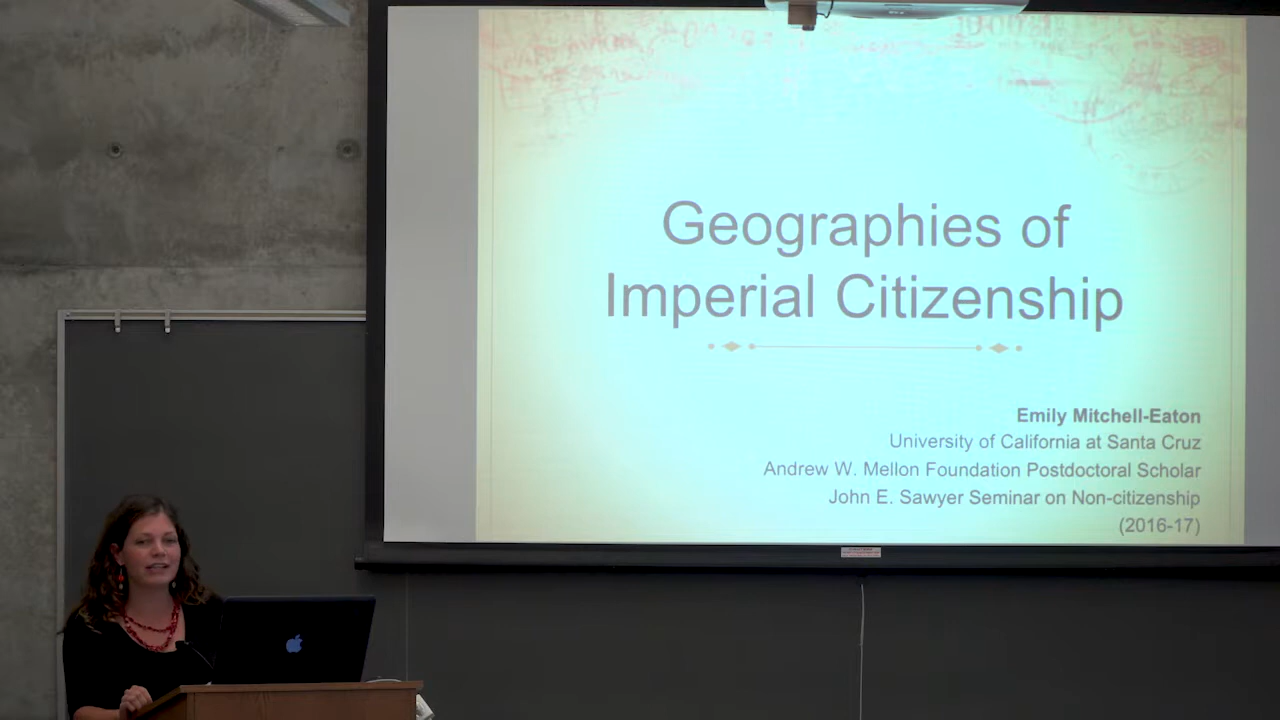 Geographies of
Imperial Citizenship
Emily Mitchell-Eaton
University of California at Santa Cruz
Andrew W. Mellon Foundation Postdoctoral Scholar
John E. Sawyer Seminar on Non-citizenship
(2016-17)